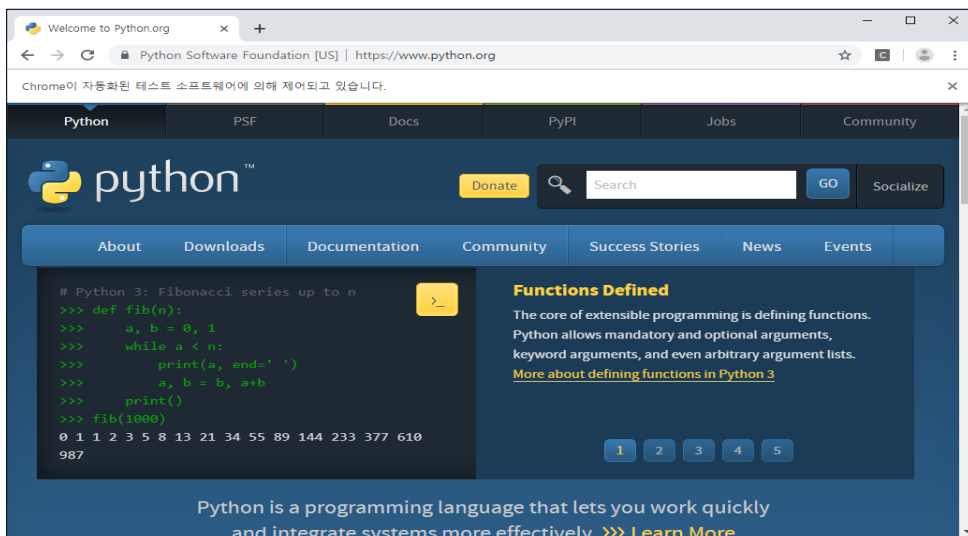 Welcome to Python.org
Python Software Foundation [US] | https://www.python.org
C
Chrome이 자동화된 테스트 소프트웨어에 의해 제어되고 있습니다.
Python PSF Docs PyPI Jobs Community
python™
Donate Search GO Socialize
About Downloads Documentation Community Success Stories News Events
# Python 3: Fibonacci series up to n
>>> def fib(n):
>>>     a, b = 0, 1
>>>     while a < n:
>>>         print(a, end=' ')
>>>         a, b = b, a+b
>>>     print()
>>> fib(1000)
0 1 1 2 3 5 8 13 21 34 55 89 144 233 377 610
987
>_
Functions Defined
The core of extensible programming is defining functions.
Python allows mandatory and optional arguments,
keyword arguments, and even arbitrary argument lists.
More about defining functions in Python 3
1 2 3 4 5
Python is a programming language that lets you work quickly
and integrate systems more effectively. >>> Learn More